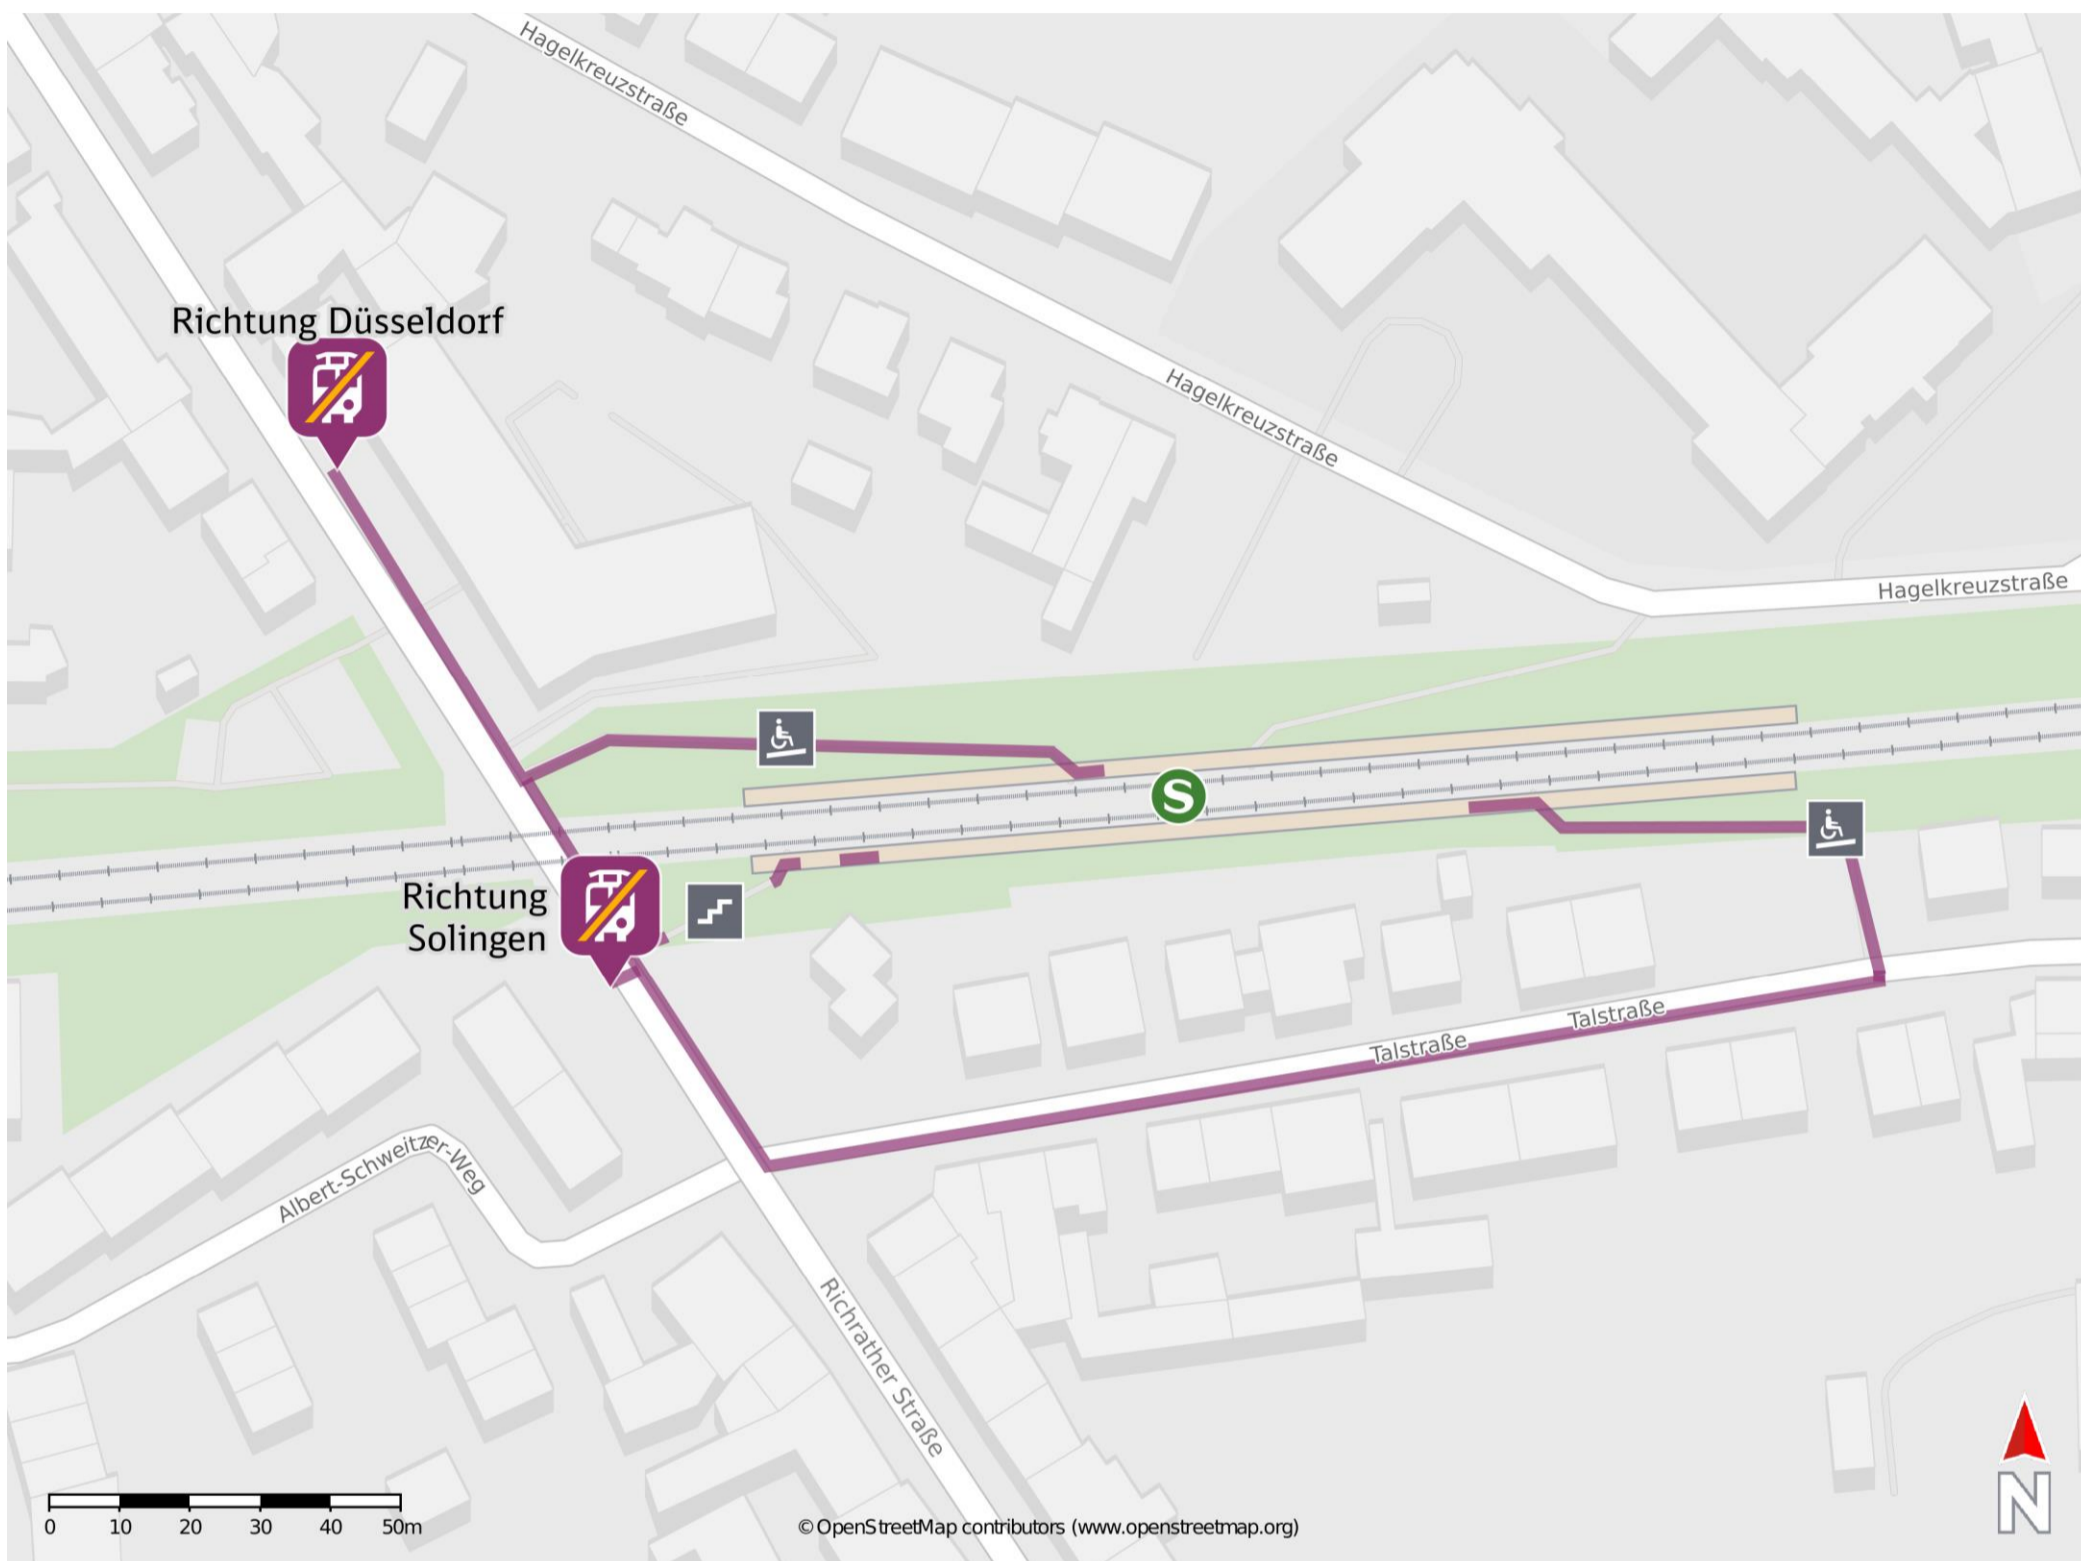 Hagelkreuzstraße
Richtung Düsseldorf
Hagelkreuzstraße
Hagelkreuzstraße
S
Richtung
Solingen
Talstraße
Talstraße
Albert-Schweitzer-Weg
Richrather Straße
0 10 20 30 40 50m
© OpenStreetMap contributors (www.openstreetmap.org)
N